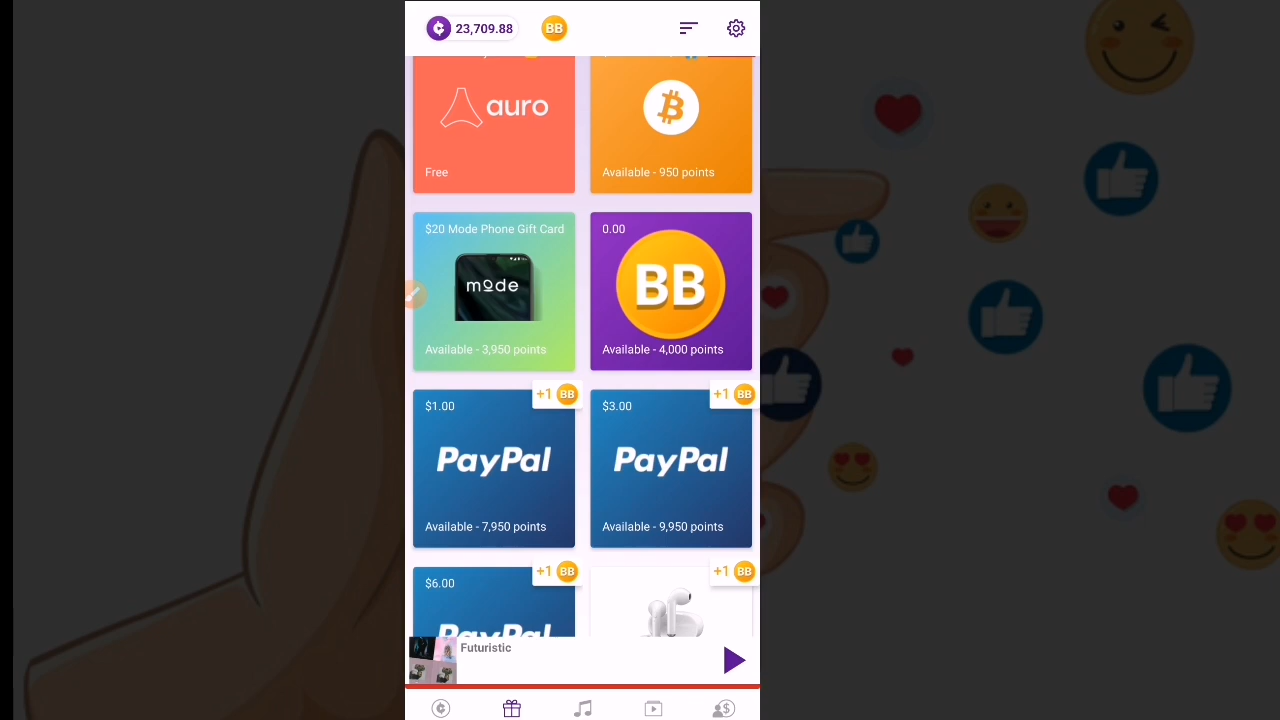 23,709.88
BB
auro
Free
Available - 950 points
$20 Mode Phone Gift Card
mode
Available - 3,950 points
0.00
BB
Available - 4,000 points
+1 BB
$1.00
PayPal
Available - 7,950 points
+1 BB
$3.00
PayPal
Available - 9,950 points
+1 BB
$6.00
PayPal
+1 BB
Futuristic